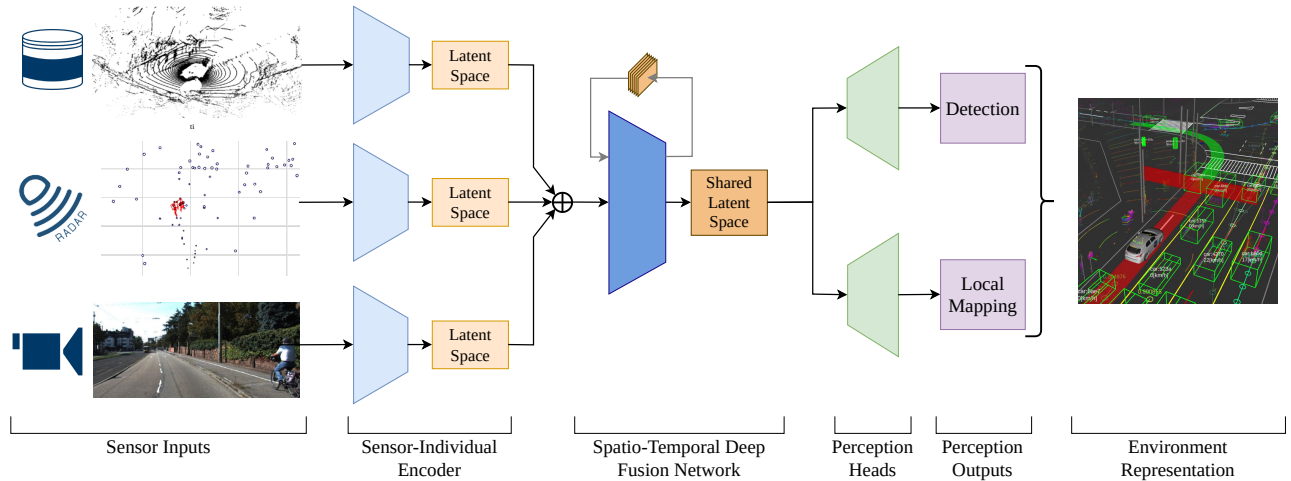 Latent
Space
Detection
RADAR
Latent
Space
Shared
Latent
Space
Local
Mapping
Latent
Space
Sensor Inputs
Sensor-Individual
Encoder
Spatio-Temporal Deep
Fusion Network
Perception
Heads
Perception
Outputs
Environment
Representation